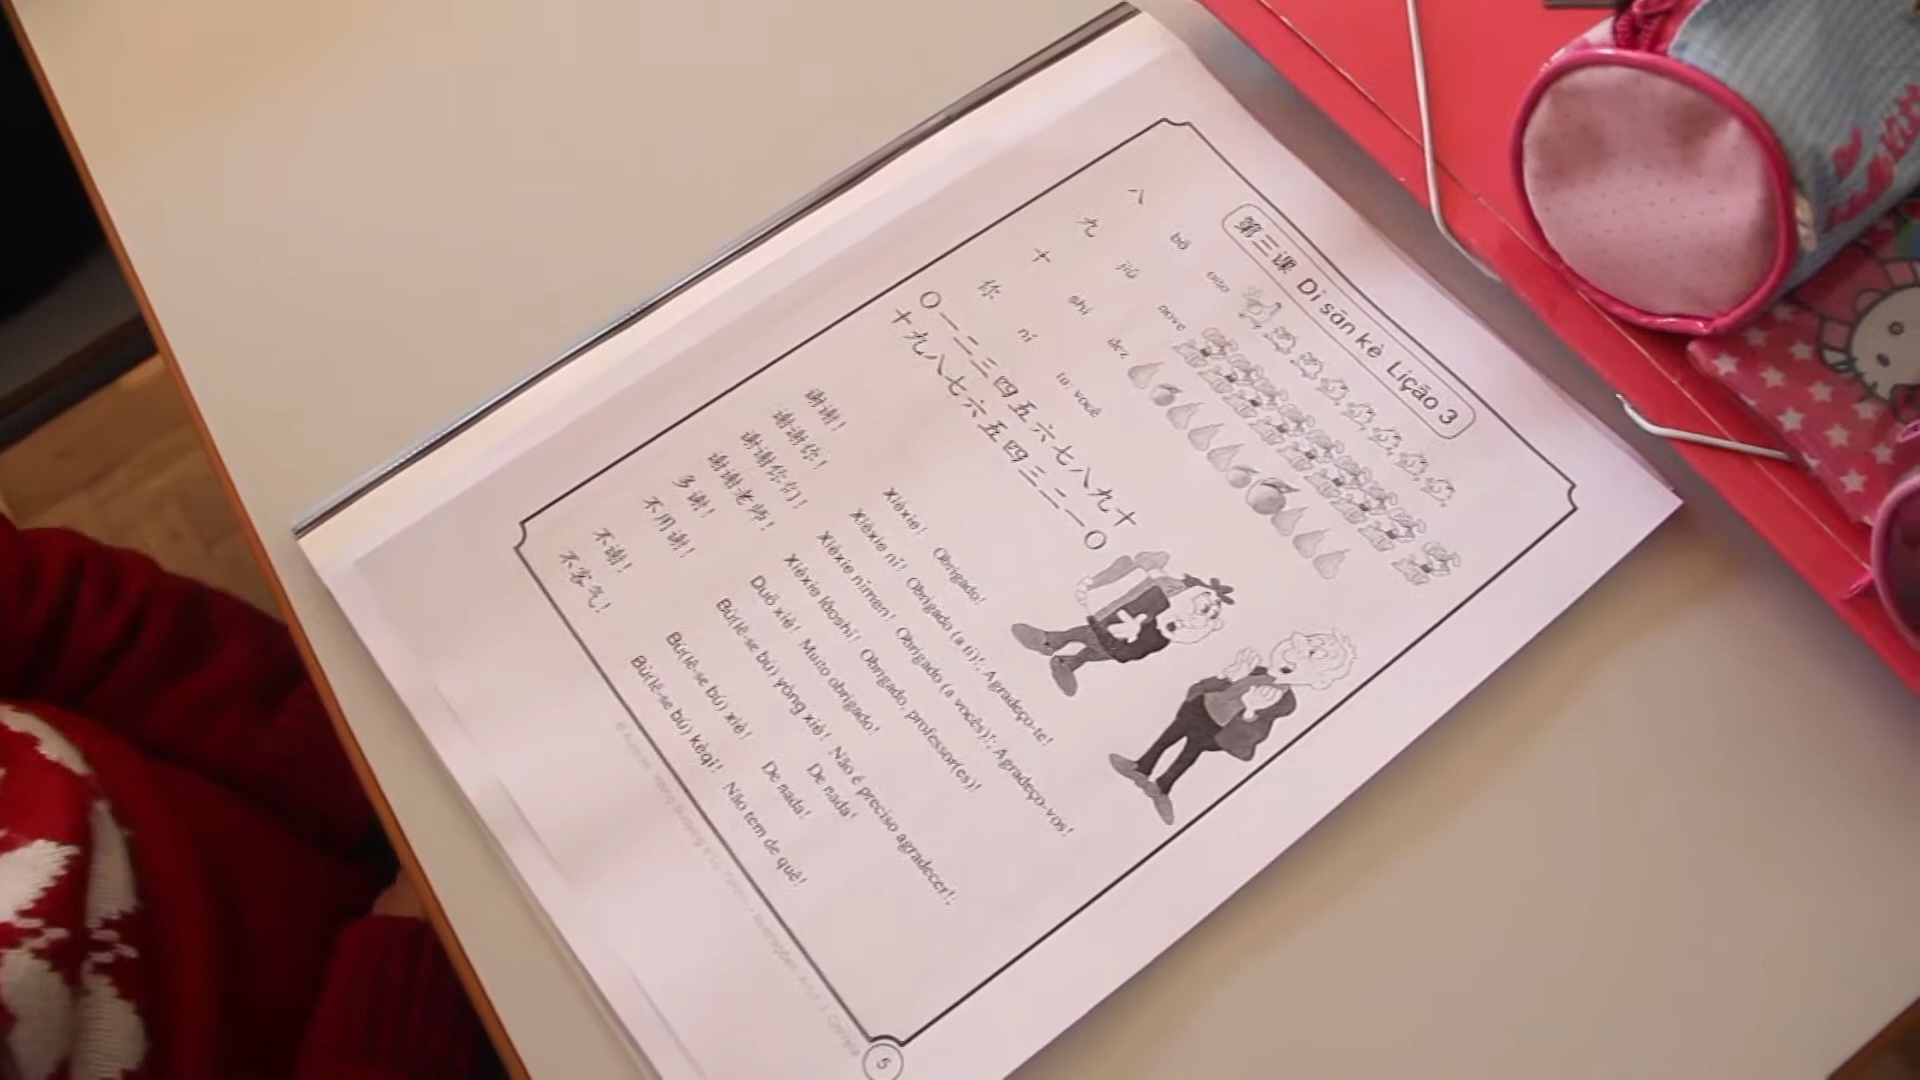 第三课 Dì sān kè Lição 3
八 bā oito
九 jiǔ nove
十 shí dez
你 nǐ tu; você
〇一二三四五六七八九十
十九八七六五四三二一〇
谢谢! Xièxie! Obrigado!
谢谢你! Xièxie nǐ! Obrigado (a ti)!; Agradeço-te!
谢谢你们! Xièxie nǐmen! Obrigado (a vocês)!; Agradeço-vos!
谢谢老师! Xièxie lǎoshī! Obrigado, professor(es)!
多谢! Duō xiè! Muito obrigado!
不用谢! Bù(lê-se bú) yòng xiè! Não é preciso agradecer!;
De nada!
不谢! Bù(lê-se bú) xiè! De nada!
不客气! Bù(lê-se bú) kèqi! Não tem de quê!
5